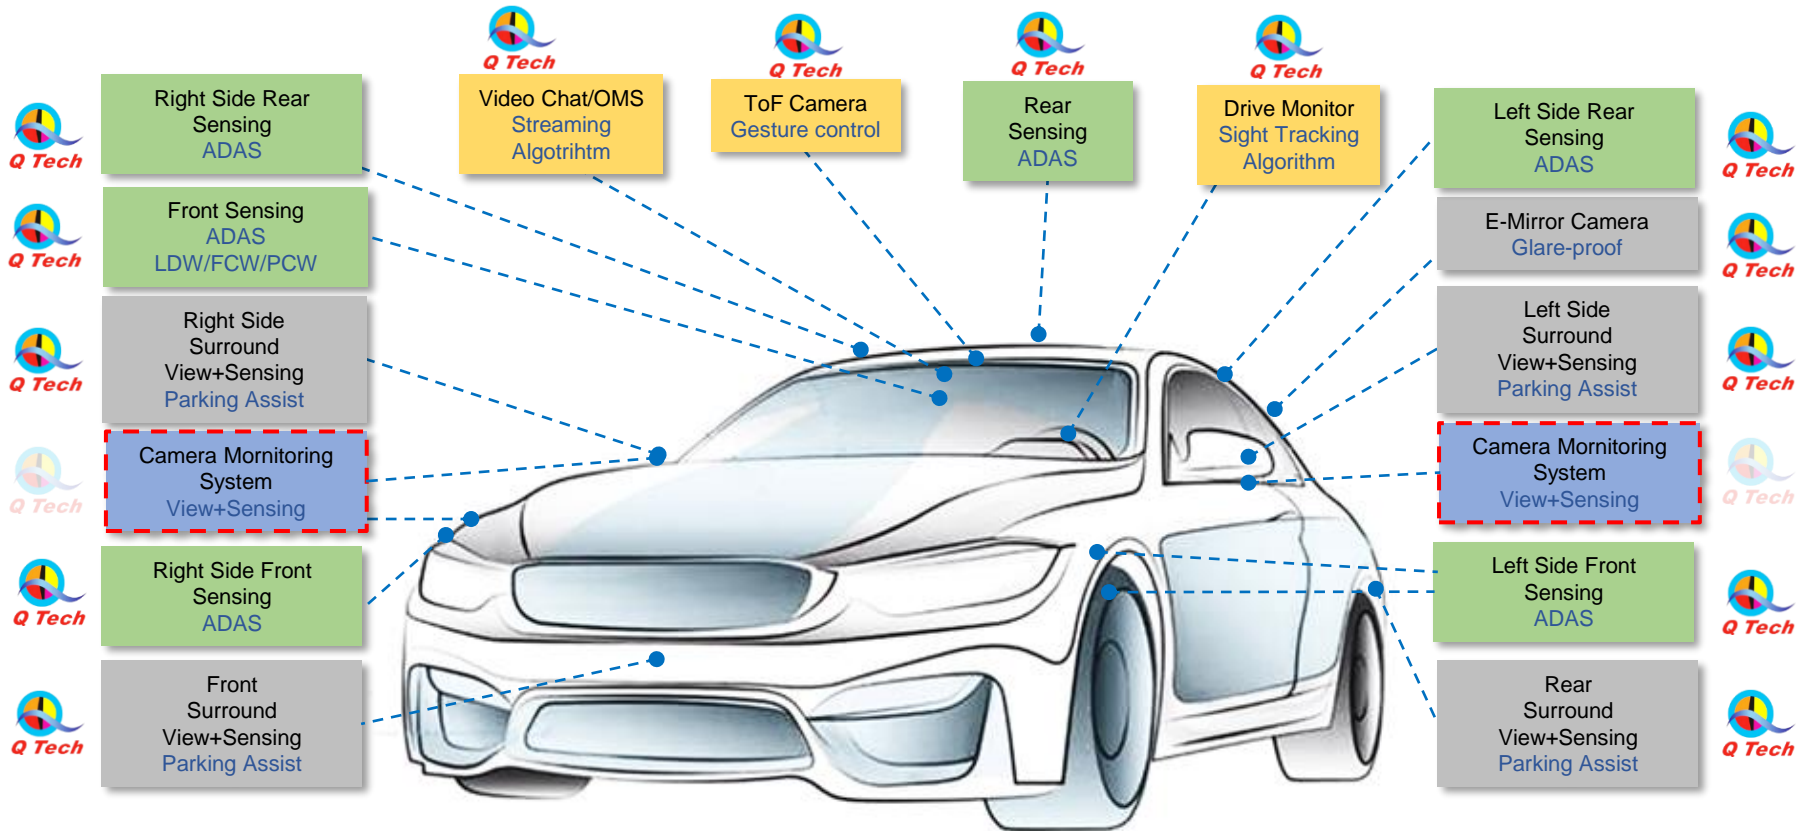 Q Tech
Q Tech
Q Tech
Q Tech
Right Side Rear
Sensing
ADAS
Video Chat/OMS
Streaming
Algotrihtm
ToF Camera
Gesture control
Rear
Sensing
ADAS
Drive Monitor
Sight Tracking
Algorithm
Left Side Rear
Sensing
ADAS
Q Tech
Q Tech
Front Sensing
ADAS
LDW/FCW/PCW
Q Tech
E-Mirror Camera
Glare-proof
Q Tech
Right Side
Surround
View+Sensing
Parking Assist
Q Tech
Left Side
Surround
View+Sensing
Parking Assist
Q Tech
Camera Mornitoring
System
View+Sensing
Q Tech
Camera Mornitoring
System
View+Sensing
Q Tech
Right Side Front
Sensing
ADAS
Q Tech
Left Side Front
Sensing
ADAS
Q Tech
Front
Surround
View+Sensing
Parking Assist
Q Tech
Rear
Surround
View+Sensing
Parking Assist
Q Tech